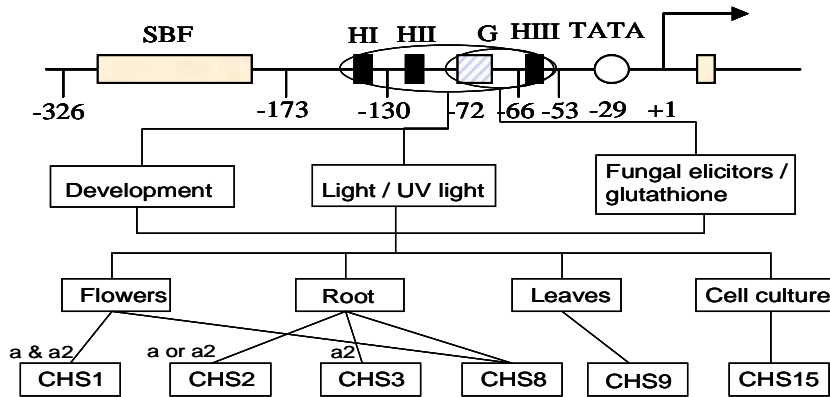 SBF HI HII G HIII TATA
-326 -173 -130 -72 -66 -53 -29 +1
Development
Light / UV light
Fungal elicitors /
glutathione
Flowers Root Leaves Cell culture
a & a2 a or a2 a2
CHS1 CHS2 CHS3 CHS8 CHS9 CHS15